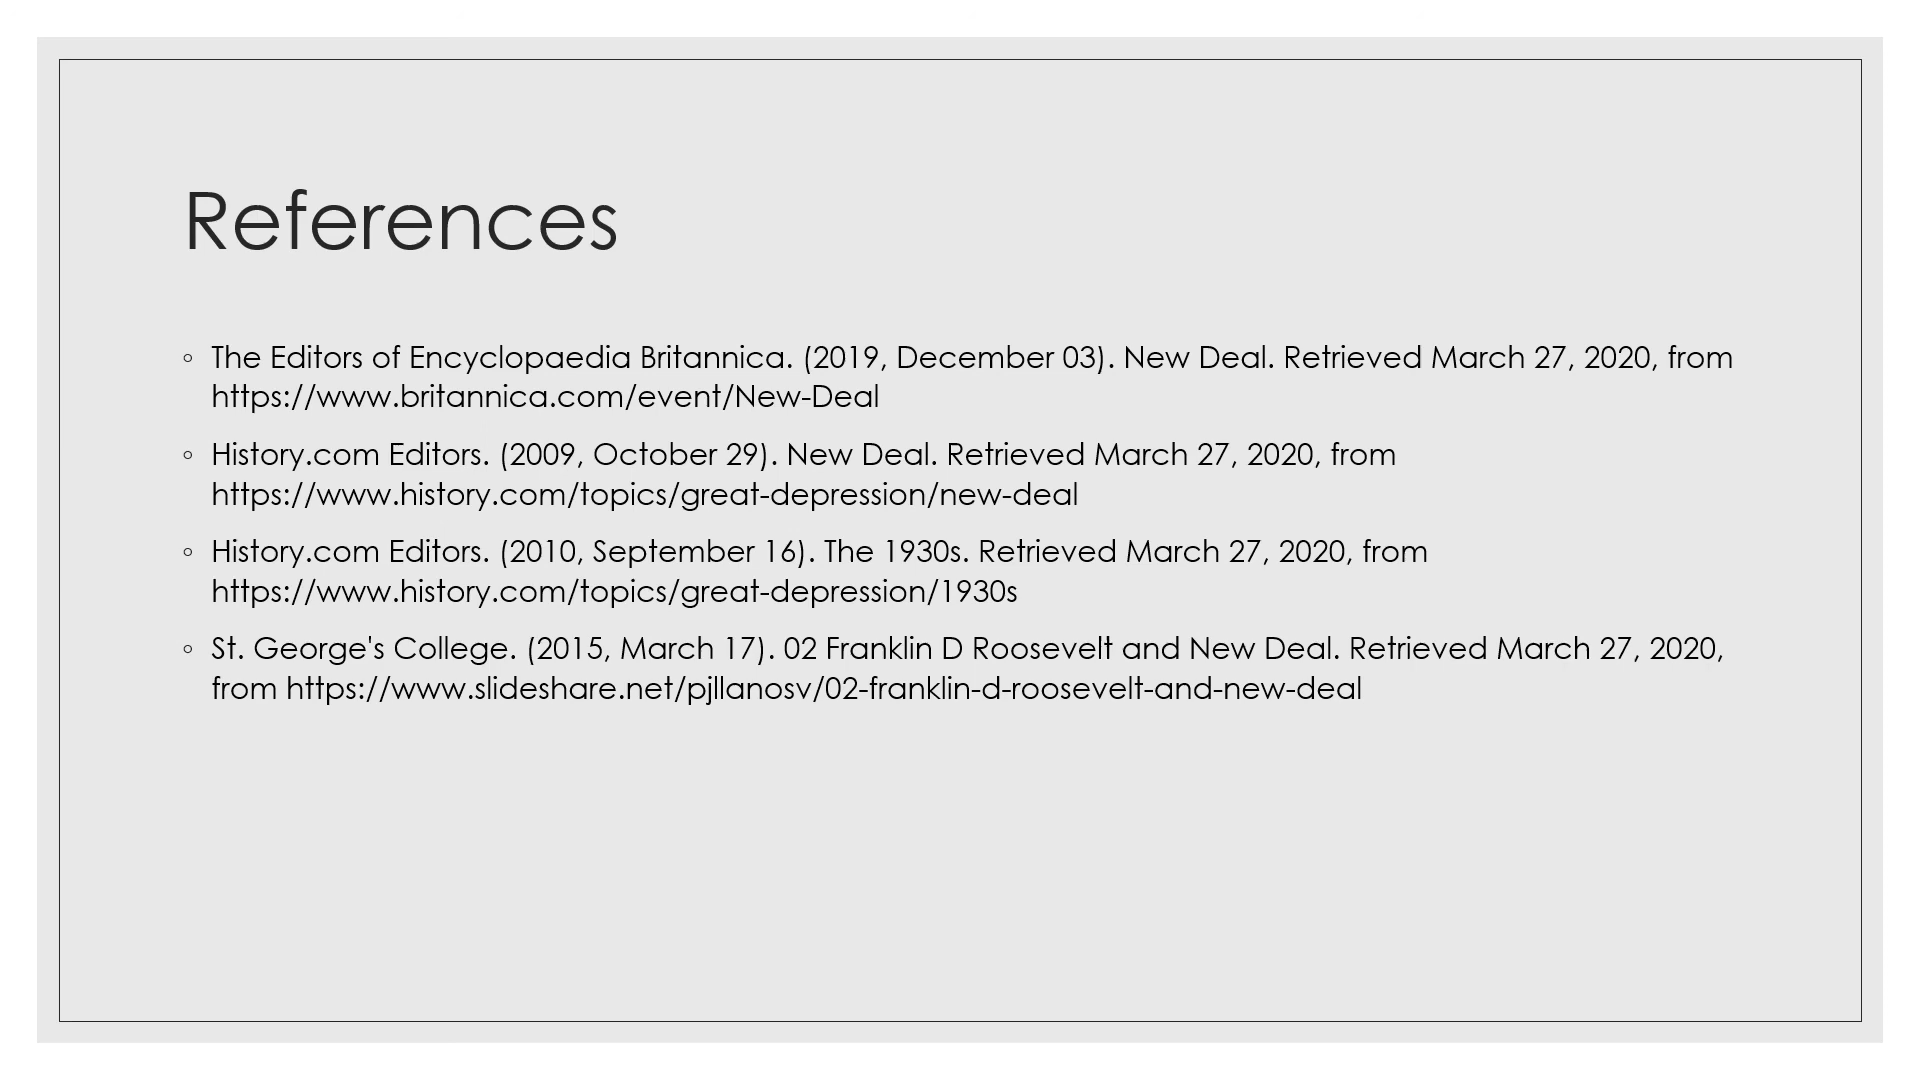 References
◦ The Editors of Encyclopaedia Britannica. (2019, December 03). New Deal. Retrieved March 27, 2020, from
https://www.britannica.com/event/New-Deal
◦ History.com Editors. (2009, October 29). New Deal. Retrieved March 27, 2020, from
https://www.history.com/topics/great-depression/new-deal
◦ History.com Editors. (2010, September 16). The 1930s. Retrieved March 27, 2020, from
https://www.history.com/topics/great-depression/1930s
◦ St. George's College. (2015, March 17). 02 Franklin D Roosevelt and New Deal. Retrieved March 27, 2020,
from https://www.slideshare.net/pjllanosv/02-franklin-d-roosevelt-and-new-deal